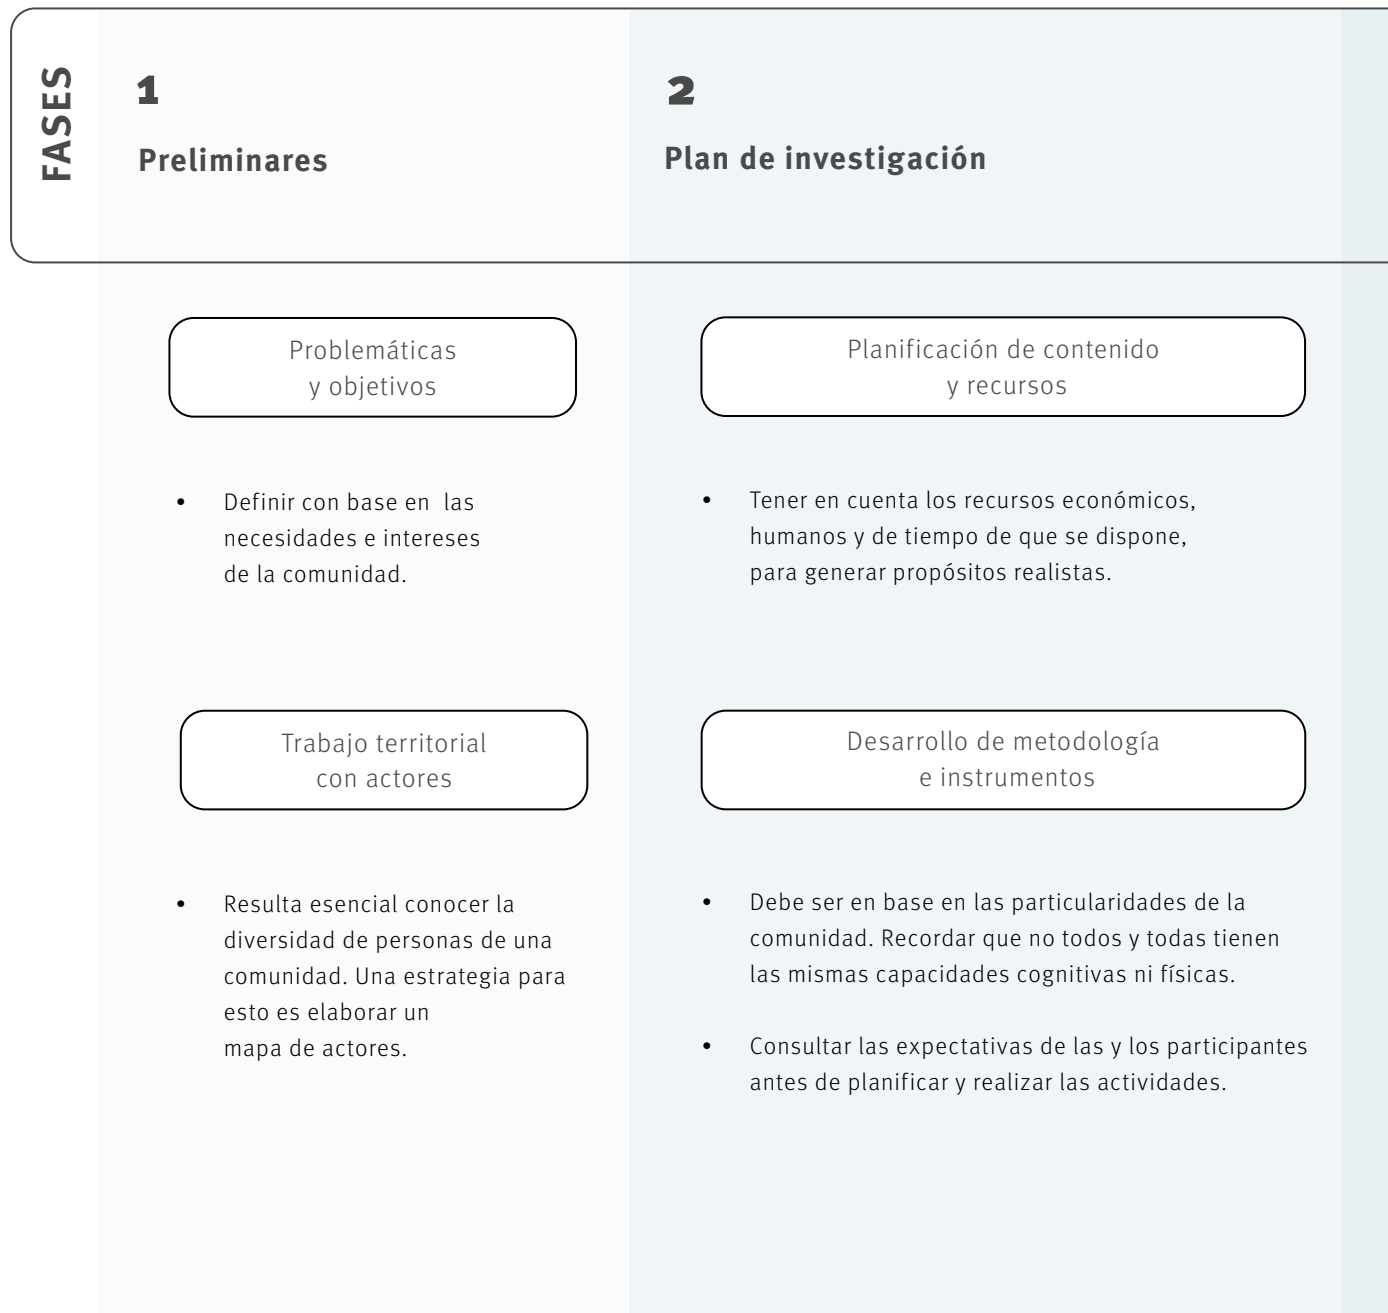 FASES
1
Preliminares
Problemáticas
y objetivos
• Definir con base en  las
necesidades e intereses
de la comunidad.
Trabajo territorial
con actores
• Resulta esencial conocer la
diversidad de personas de una
comunidad. Una estrategia para
esto es elaborar un
mapa de actores.
2
Plan de investigación
Planificación de contenido
y recursos
• Tener en cuenta los recursos económicos,
humanos y de tiempo de que se dispone,
para generar propósitos realistas.
Desarrollo de metodología
e instrumentos
• Debe ser en base en las particularidades de la
comunidad. Recordar que no todos y todas tienen
las mismas capacidades cognitivas ni físicas.
• Consultar las expectativas de las y los participantes
antes de planificar y realizar las actividades.